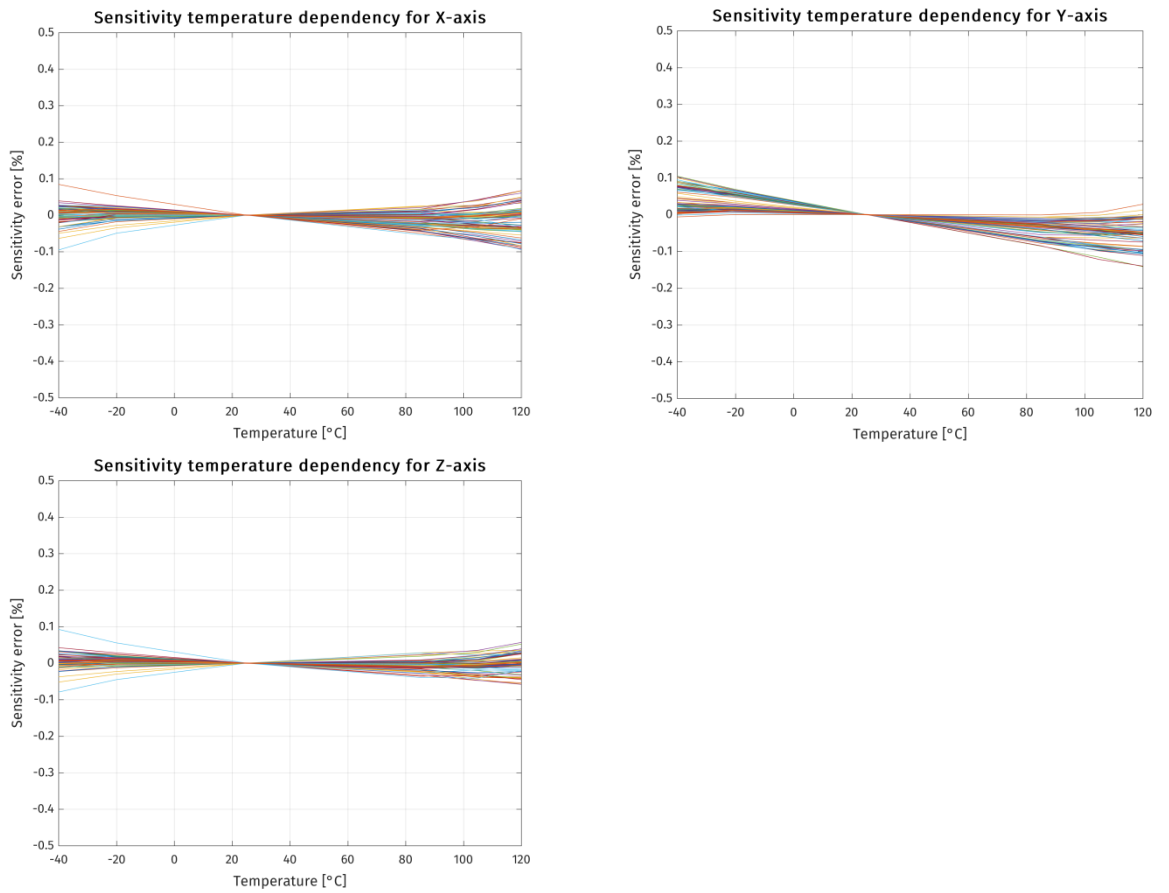 Sensitivity temperature dependency for X-axis
0.5
0.4
0.3
0.2
0.1
0
-0.1
-0.2
-0.3
-0.4
-0.5
Sensitivity error [%]
-40 -20 0 20 40 60 80 100 120
Temperature [°C]
Sensitivity temperature dependency for Y-axis
0.5
0.4
0.3
0.2
0.1
0
-0.1
-0.2
-0.3
-0.4
-0.5
Sensitivity error [%]
-40 -20 0 20 40 60 80 100 120
Temperature [°C]
Sensitivity temperature dependency for Z-axis
0.5
0.4
0.3
0.2
0.1
0
-0.1
-0.2
-0.3
-0.4
-0.5
Sensitivity error [%]
-40 -20 0 20 40 60 80 100 120
Temperature [°C]